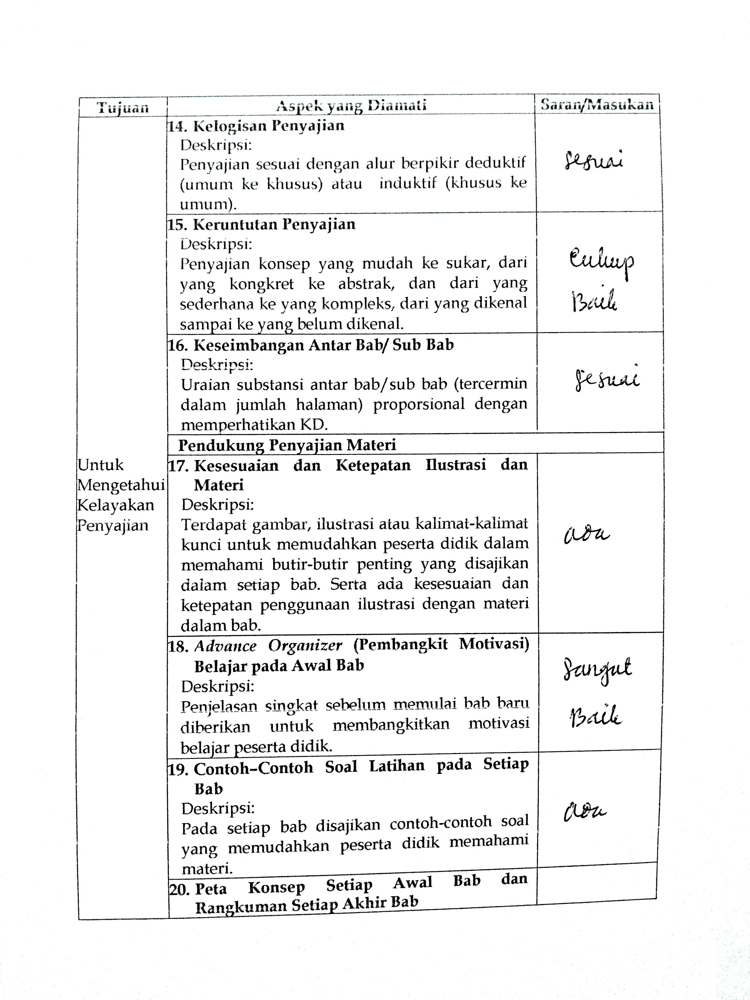 Tujuan Aspek yang Diamati Saran/Masukan
14. Kelogisan Penyajian
Deskripsi:
Penyajian sesuai dengan alur berpikir deduktif
(umum ke khusus) atau induktif (khusus ke
umum).
sesuai
15. Keruntutan Penyajian
Deskripsi:
Penyajian konsep yang mudah ke sukar, dari
yang kongkret ke abstrak, dan dari yang
sederhana ke yang kompleks, dari yang dikenal
sampai ke yang belum dikenal.
Cukup
Baik
16. Keseimbangan Antar Bab/ Sub Bab
Deskripsi:
Uraian substansi antar bab/sub bab (tercermin
dalam jumlah halaman) proporsional dengan
memperhatikan KD.
sesuai
Pendukung Penyajian Materi
Untuk
Mengetahui
Kelayakan
Penyajian
17. Kesesuaian dan Ketepatan Ilustrasi dan
Materi
Deskripsi:
Terdapat gambar, ilustrasi atau kalimat-kalimat
kunci untuk memudahkan peserta didik dalam
memahami butir-butir penting yang disajikan
dalam setiap bab. Serta ada kesesuaian dan
ketepatan penggunaan ilustrasi dengan materi
dalam bab.
ada
18. Advance Organizer (Pembangkit Motivasi)
Belajar pada Awal Bab
Deskripsi:
Penjelasan singkat sebelum memulai bab baru
diberikan untuk membangkitkan motivasi
belajar peserta didik.
Sangat
Baik
19. Contoh–Contoh Soal Latihan pada Setiap
Bab
Deskripsi:
Pada setiap bab disajikan contoh-contoh soal
yang memudahkan peserta didik memahami
materi.
ada
20. Peta Konsep Setiap Awal Bab dan
Rangkuman Setiap Akhir Bab